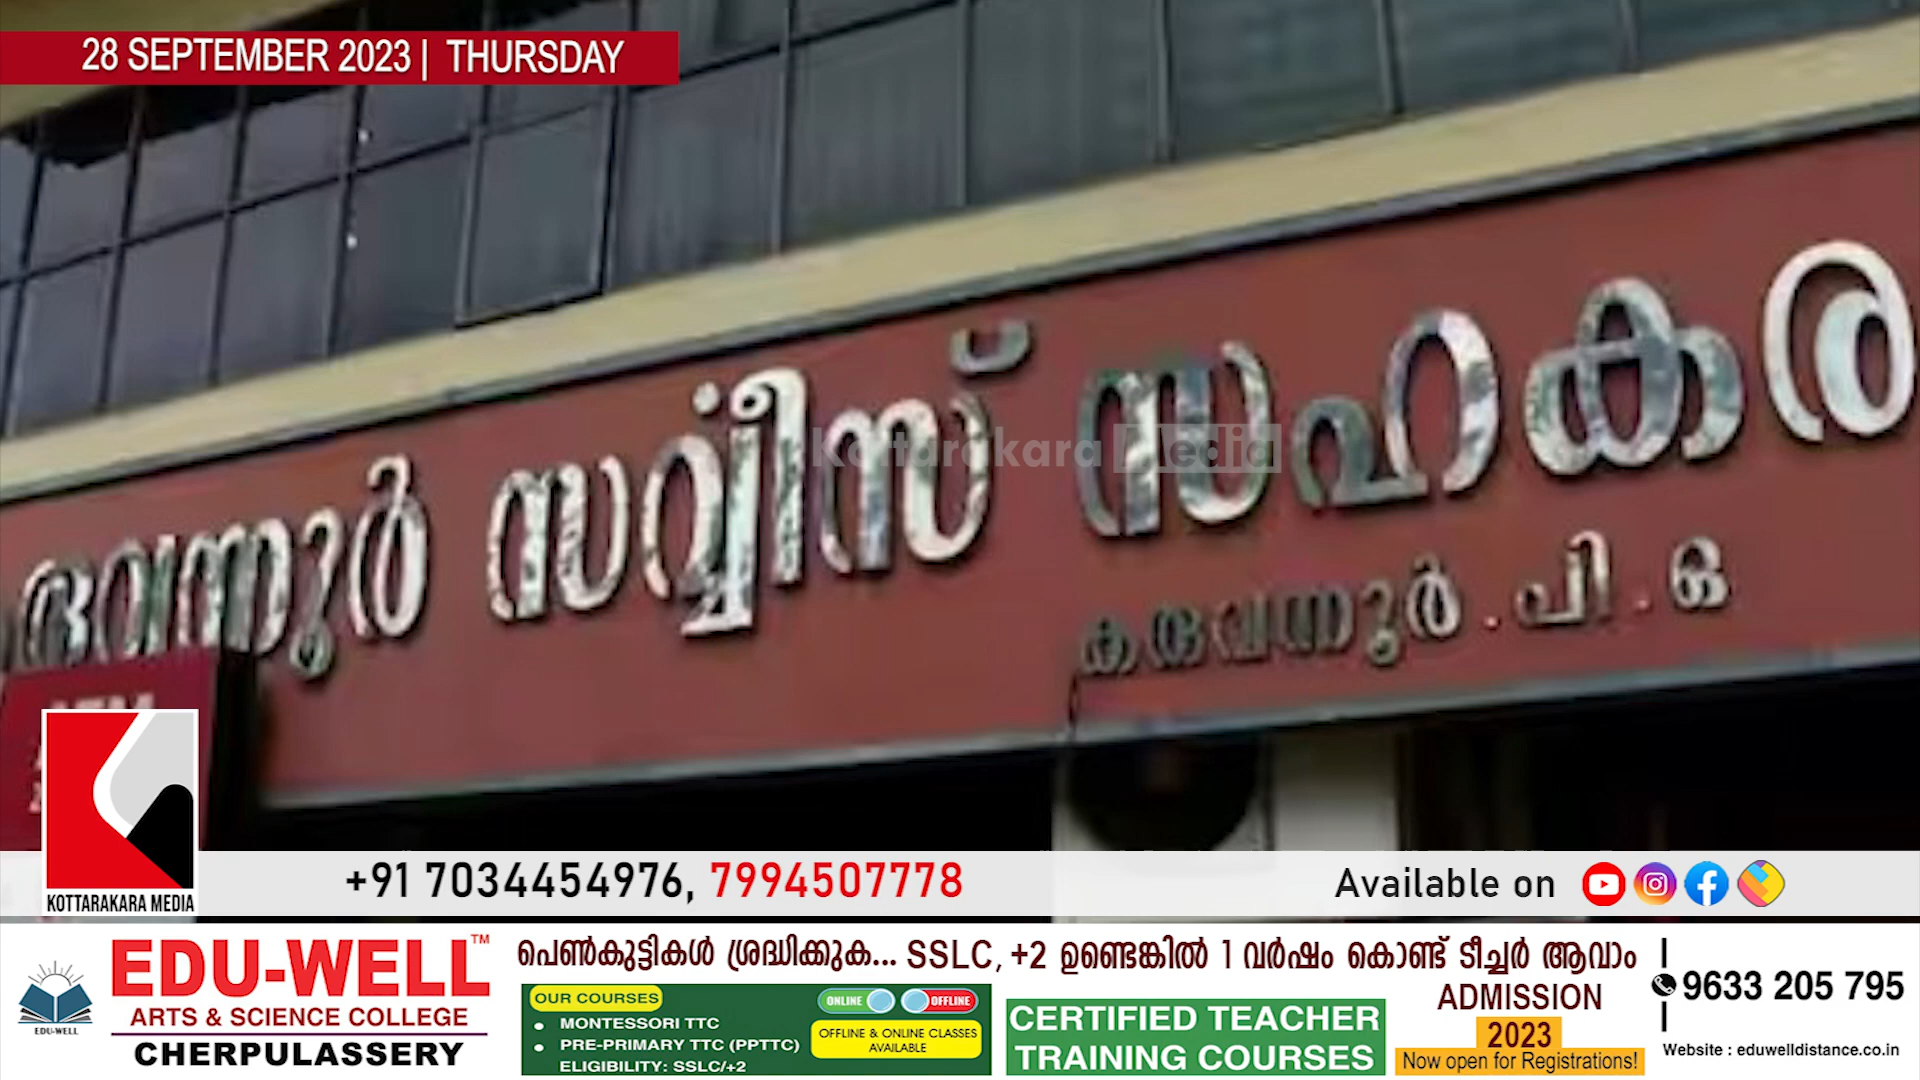 28 SEPTEMBER 2023 | THURSDAY
രുവന്നൂർ സർവ്വീസ് സഹകര
Kottarakara Media
കരുവന്നൂർ . പി . ഒ
KOTTARAKARA MEDIA
+91 7034454976, 7994507778
Available on
EDU-WELL™
ARTS & SCIENCE COLLEGE
CHERPULASSERY
EDU-WELL
പെൺകുട്ടികൾ ശ്രദ്ധിക്കുക... SSLC, +2 ഉണ്ടെങ്കിൽ 1 വർഷം കൊണ്ട് ടീച്ചർ ആവാം
OUR COURSES
• MONTESSORI TTC
• PRE-PRIMARY TTC (PPTTC)
ELIGIBILITY: SSLC/+2
ONLINE OFFLINE
OFFLINE & ONLINE CLASSES
AVAILABLE
CERTIFIED TEACHER
TRAINING COURSES
ADMISSION
2023
Now open for Registrations!
9633 205 795
Website : eduwelldistance.co.in